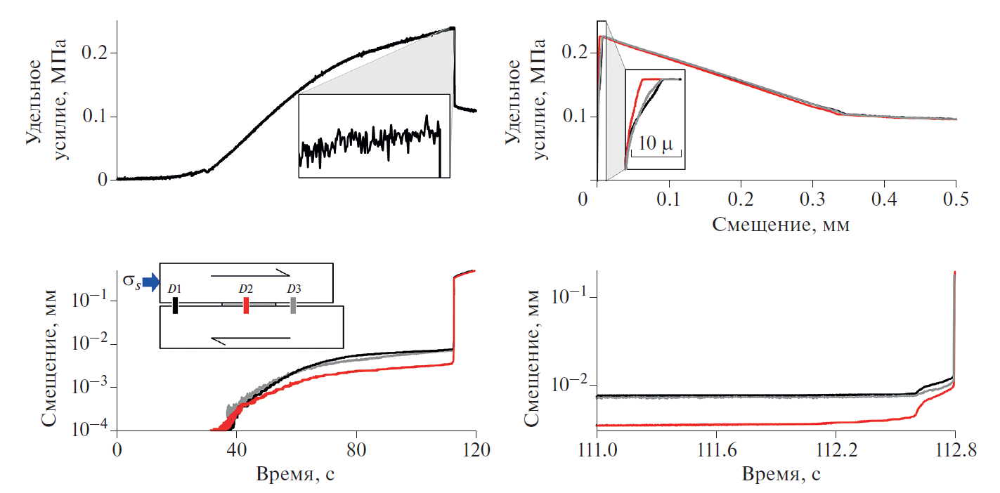 Удельное
усилие, МПа
0.2
0.1
0
Удельное
усилие, МПа
0.2
0.1
10 μ
0 0.1 0.2 0.3 0.4 0.5
Смещение, мм
Смещение, мм
10⁻¹
10⁻²
10⁻³
10⁻⁴
σₛ
D1 D2 D3
0 40 80 120
Время, с
Смещение, мм
10⁻¹
10⁻²
111.0 111.6 112.2 112.8
Время, с